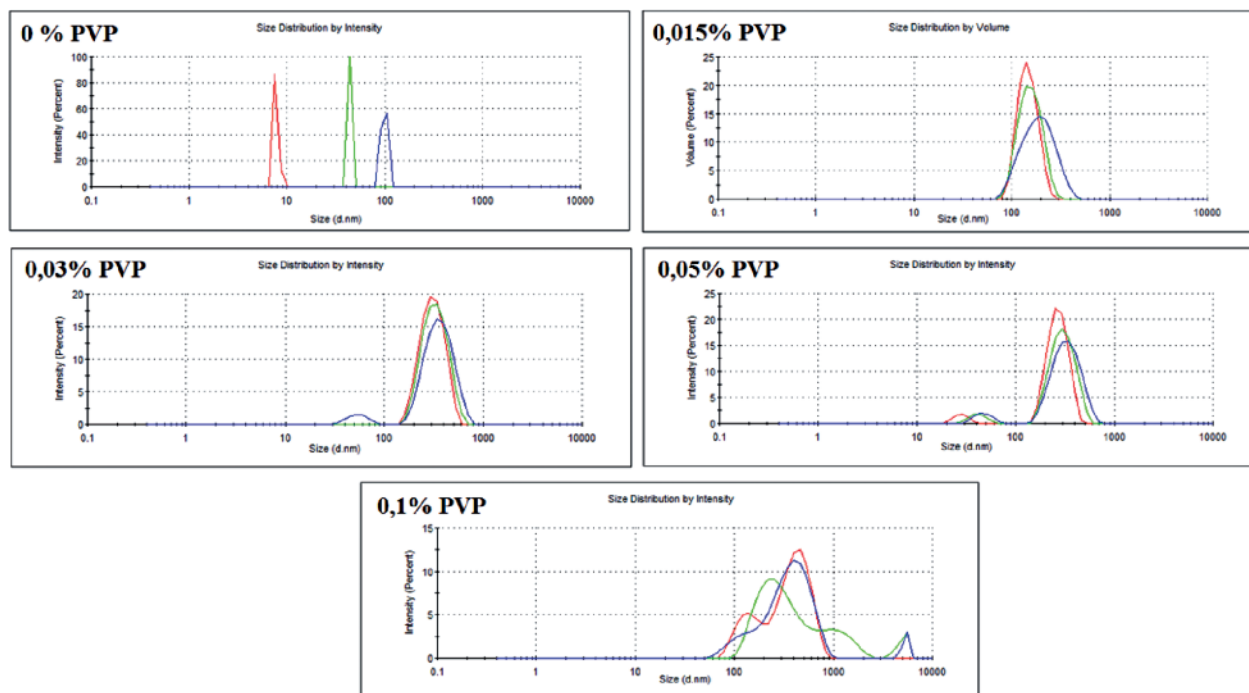 0 % PVP
Size Distribution by Intensity
Intensity (Percent)
100
80
60
40
20
0
0.1 1 10 100 1000 10000
Size (d.nm)
0,015% PVP
Size Distribution by Volume
Volume (Percent)
25
20
15
10
5
0
0.1 1 10 100 1000 10000
Size (d.nm)
0,03% PVP
Size Distribution by Intensity
Intensity (Percent)
20
15
10
5
0
0.1 1 10 100 1000 10000
Size (d.nm)
0,05% PVP
Size Distribution by Intensity
Intensity (Percent)
25
20
15
10
5
0
0.1 1 10 100 1000 10000
Size (d.nm)
0,1% PVP
Size Distribution by Intensity
Intensity (Percent)
15
10
5
0
0.1 1 10 100 1000 10000
Size (d.nm)